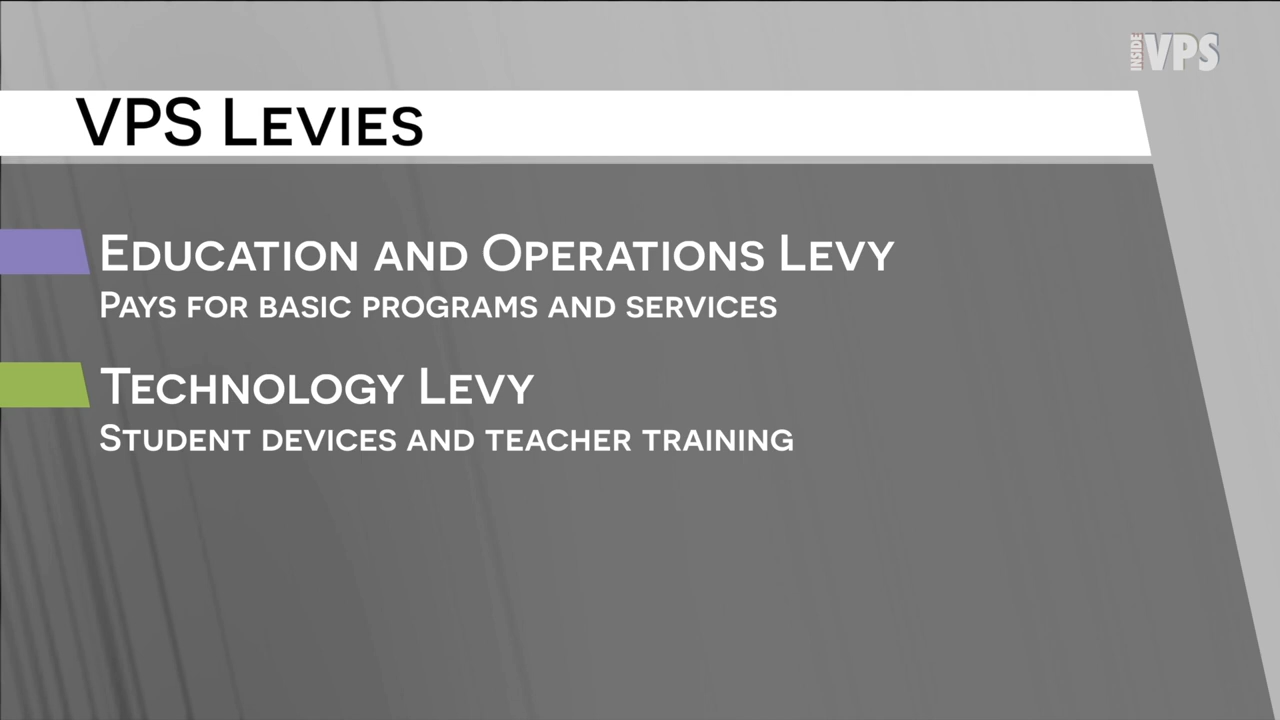 INSIDE VPS
VPS Levies
Education and Operations Levy
Pays for basic programs and services
Technology Levy
Student devices and teacher training